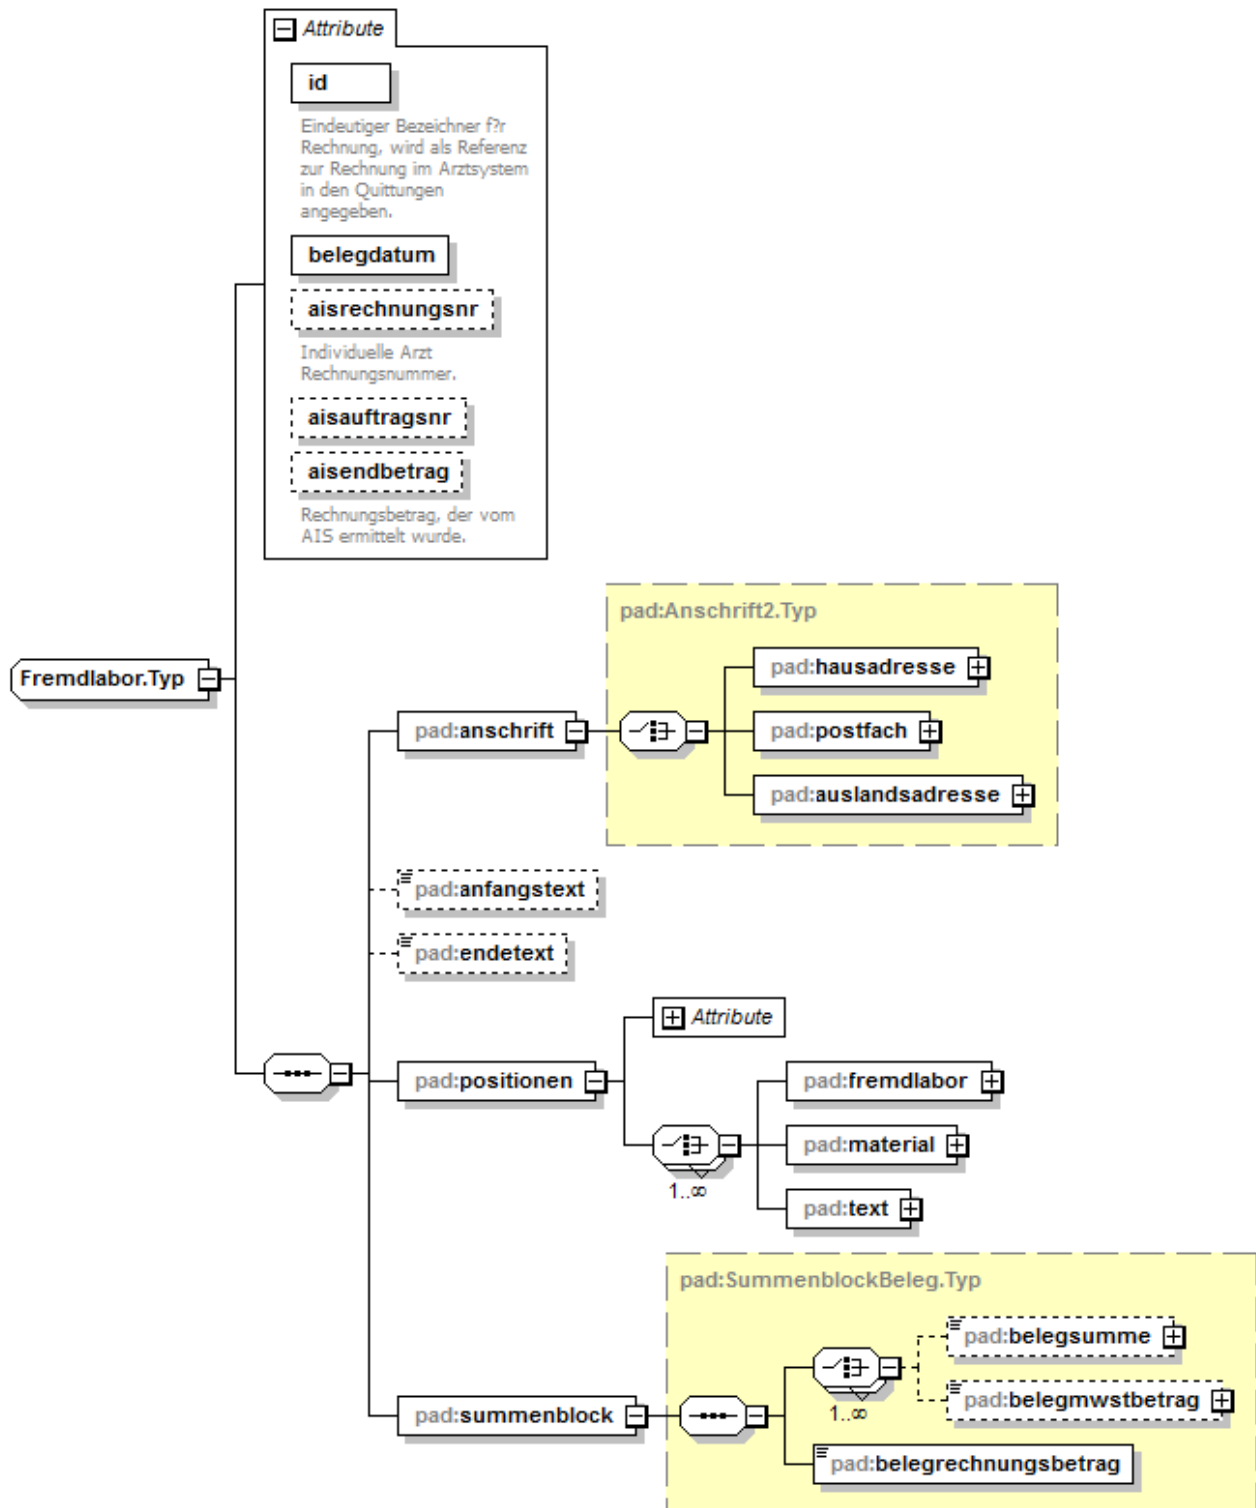 Attribute
id
Eindeutiger Bezeichner f?r
Rechnung, wird als Referenz
zur Rechnung im Arztsystem
in den Quittungen
angegeben.
belegdatum
aisrechnungsnr
Individuelle Arzt
Rechnungsnummer.
aisauftragsnr
aisendbetrag
Rechnungsbetrag, der vom
AIS ermittelt wurde.
Fremdlabor.Typ
pad:Anschrift2.Typ
pad:hausadresse
pad:anschrift
pad:postfach
pad:auslandsadresse
pad:anfangstext
pad:endetext
Attribute
pad:positionen
pad:fremdlabor
pad:material
1..∞
pad:text
pad:SummenblockBeleg.Typ
pad:belegsumme
pad:belegmwstbetrag
1..∞
pad:summenblock
pad:belegrechnungsbetrag